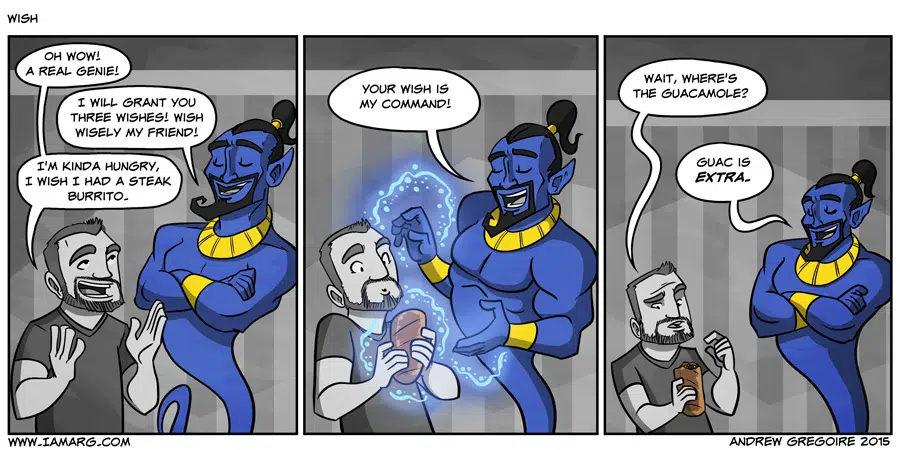 WISH
OH WOW!
A REAL GENIE!
I WILL GRANT YOU
THREE WISHES! WISH
WISELY MY FRIEND!
I'M KINDA HUNGRY,
I WISH I HAD A STEAK
BURRITO.
YOUR WISH IS
MY COMMAND!
WAIT, WHERE'S
THE GUACAMOLE?
GUAC IS
EXTRA.
WWW.IAMARG.COM
ANDREW GREGOIRE 2015